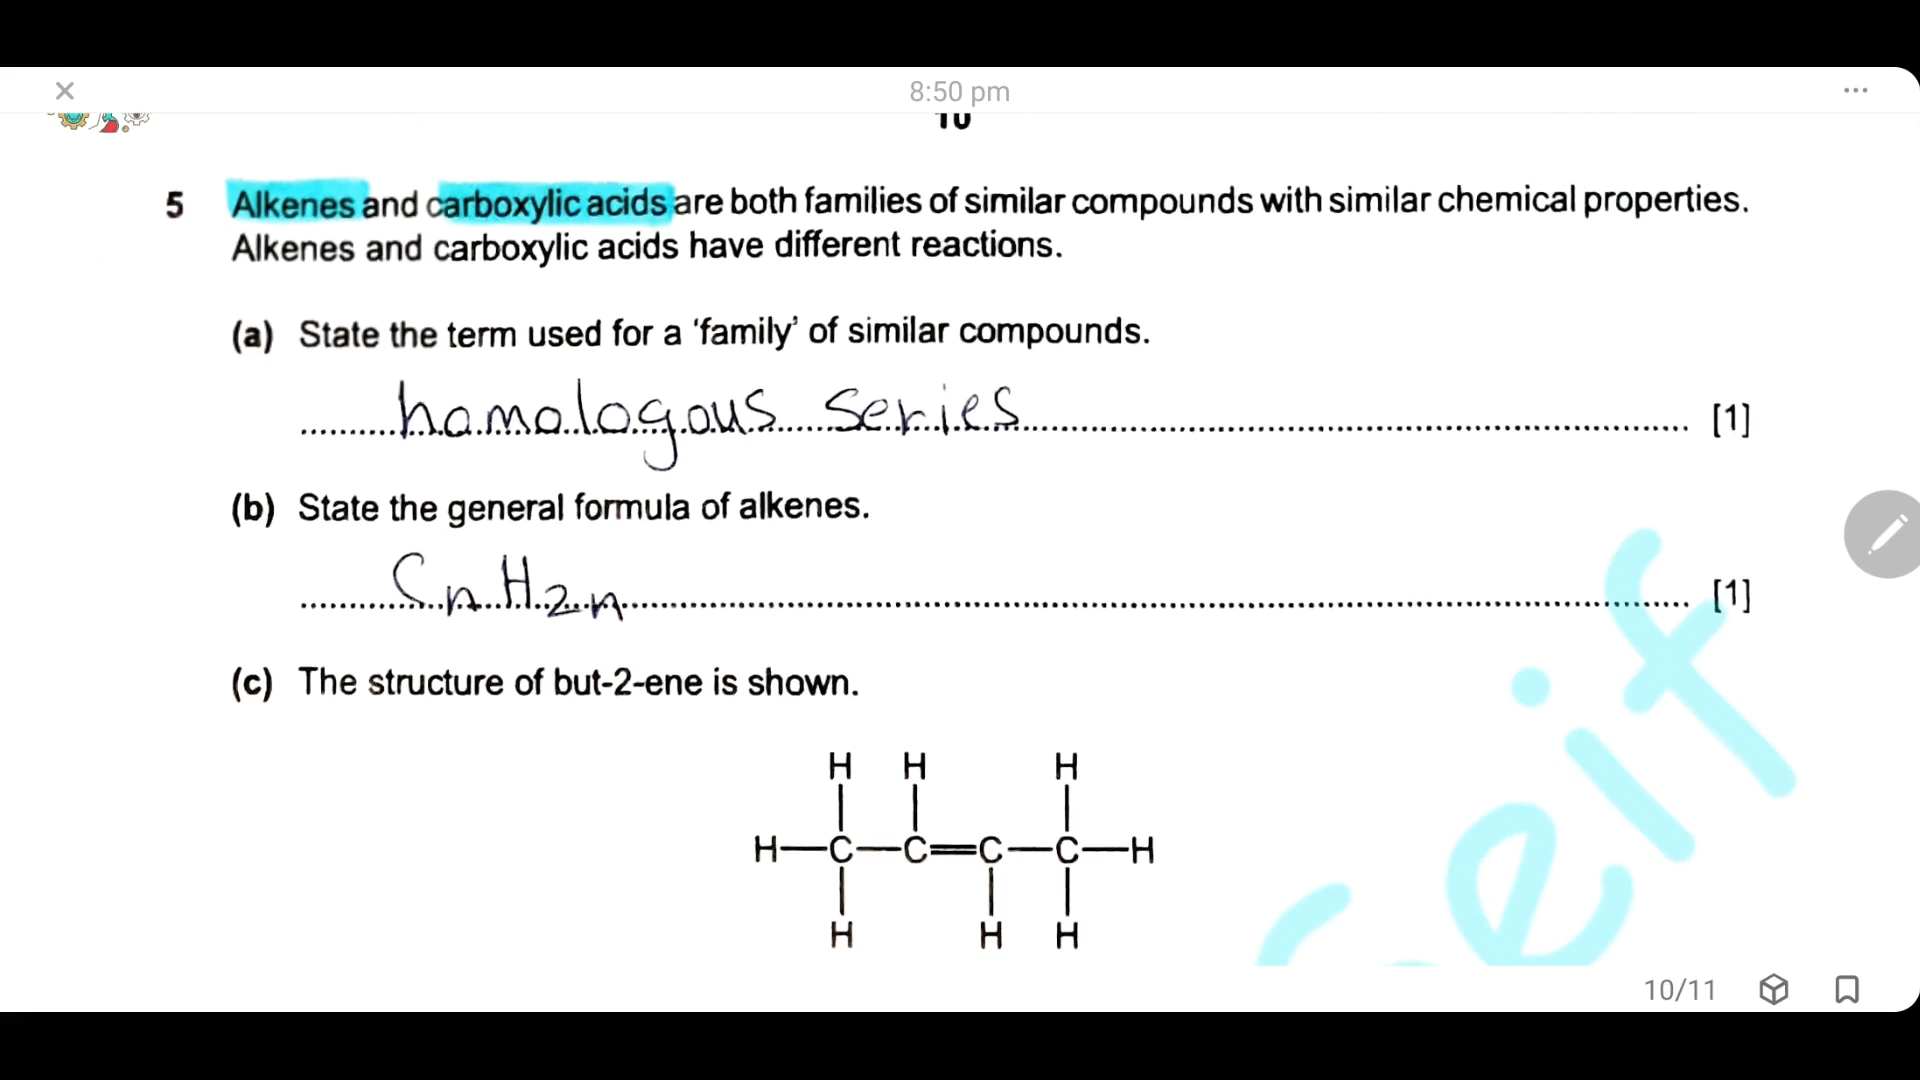 8:50 pm
10
5 Alkenes and carboxylic acids are both families of similar compounds with similar chemical properties.
Alkenes and carboxylic acids have different reactions.
(a) State the term used for a ‘family’ of similar compounds.
homologous series [1]
(b) State the general formula of alkenes.
CnH2n [1]
(c) The structure of but-2-ene is shown.
H H H
H—C—C=C—C—H
H H H
seif
10/11